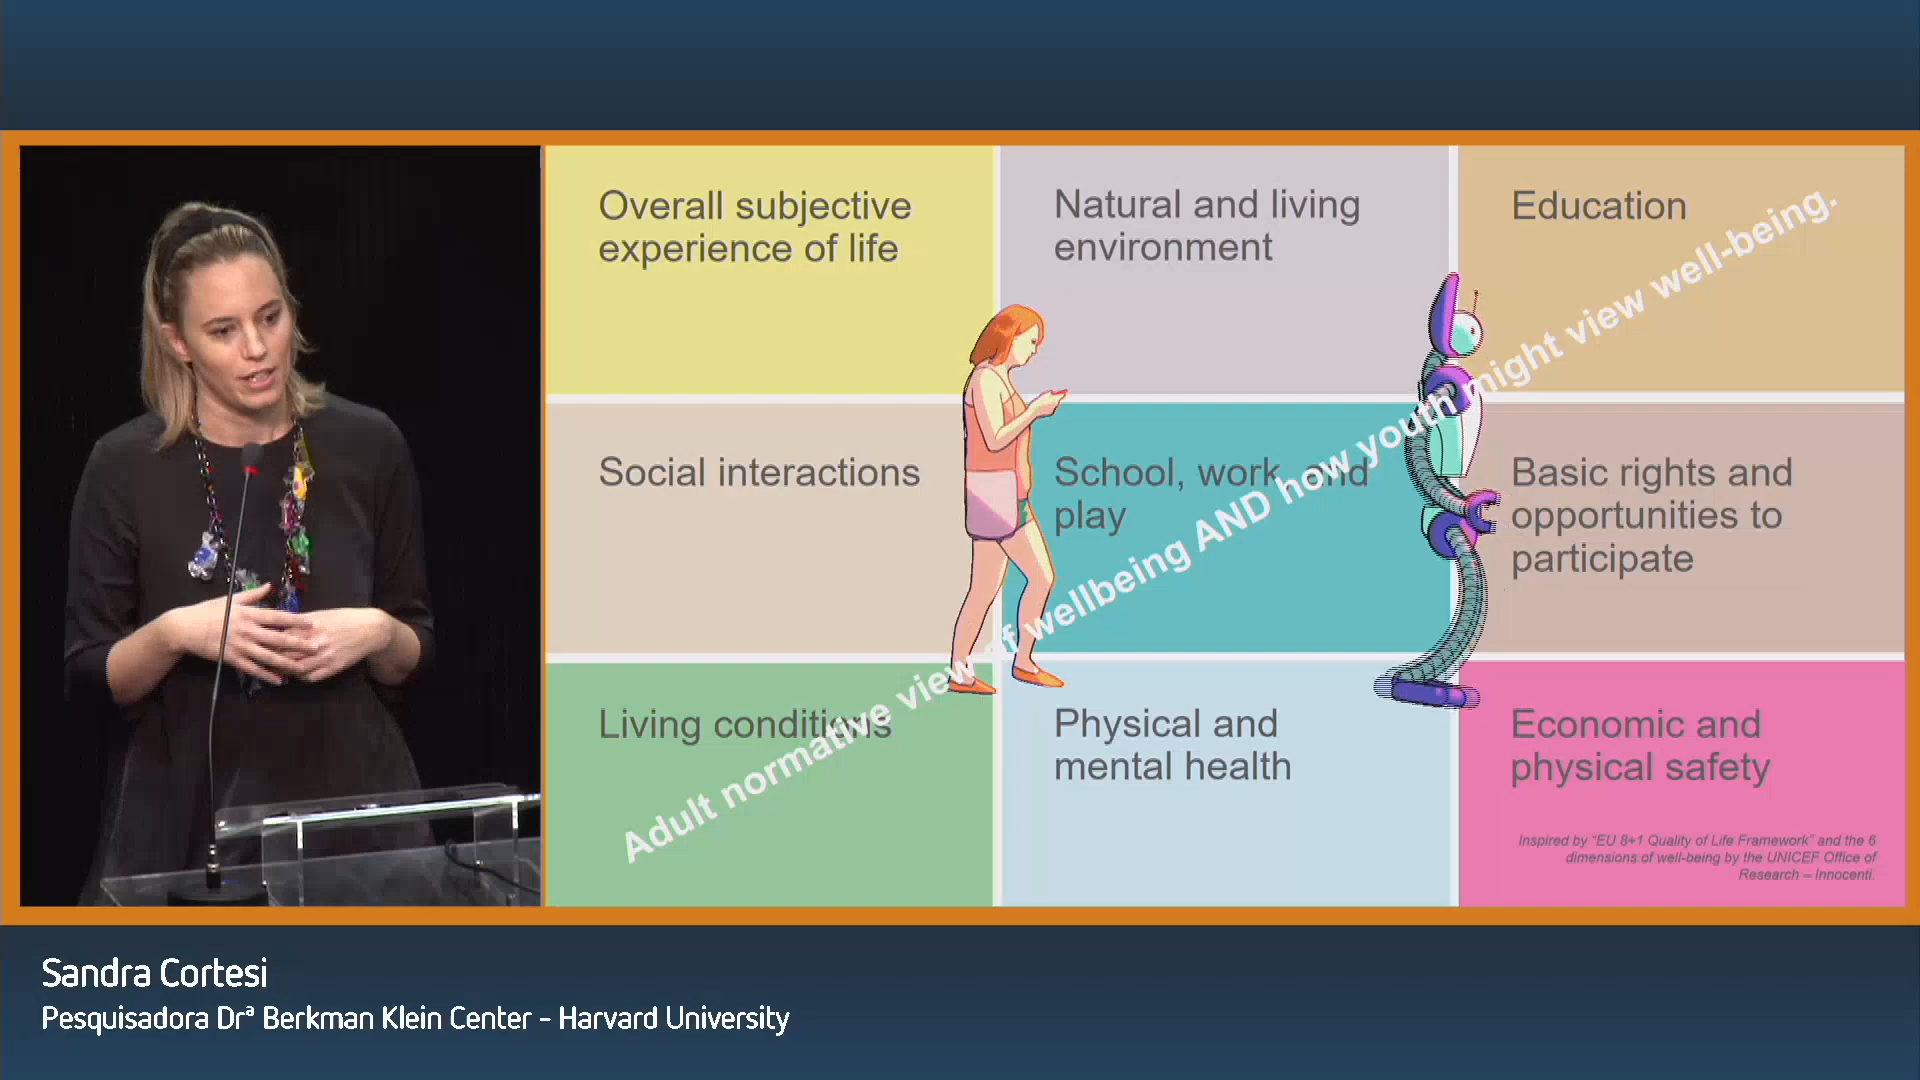 Overall subjective
experience of life
Natural and living
environment
Education
Social interactions
School, work, and
play
Basic rights and
opportunities to
participate
Living conditions
Physical and
mental health
Economic and
physical safety
Adult normative view of wellbeing AND how youth might view well-being.
Inspired by “EU 8+1 Quality of Life Framework” and the 6
dimensions of well-being by the UNICEF Office of
Research – Innocenti.
Sandra Cortesi
Pesquisadora Drª Berkman Klein Center - Harvard University